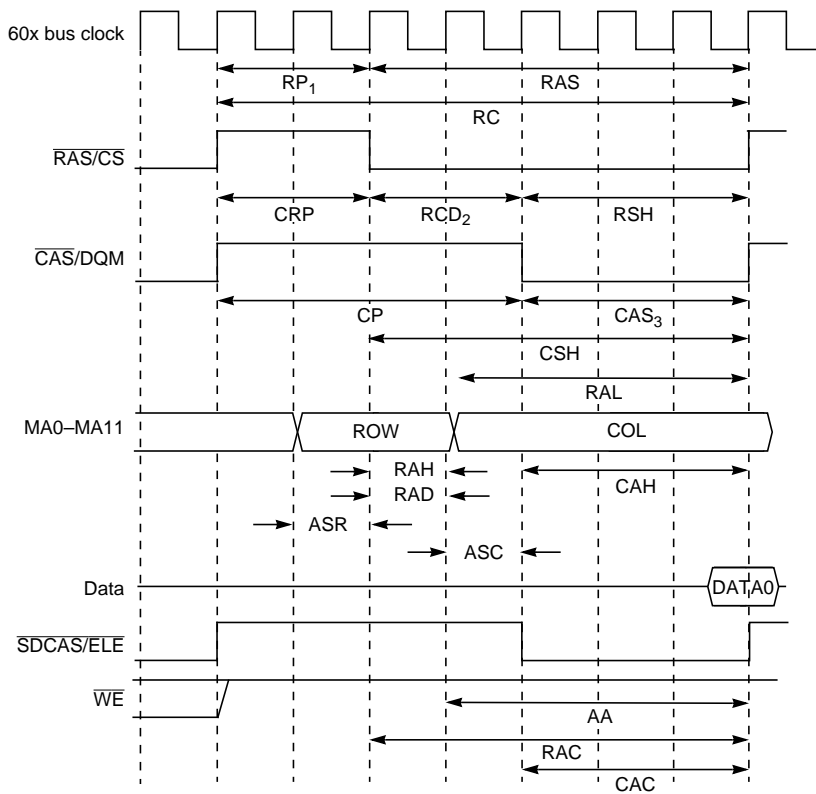 60x bus clock
RP1 RAS
RC
RAS/CS
CRP RCD2 RSH
CAS/DQM
CP CAS3
CSH
RAL
MA0–MA11 ROW COL
RAH CAH
RAD
ASR
ASC
Data DATA0
SDCAS/ELE
WE
AA
RAC
CAC